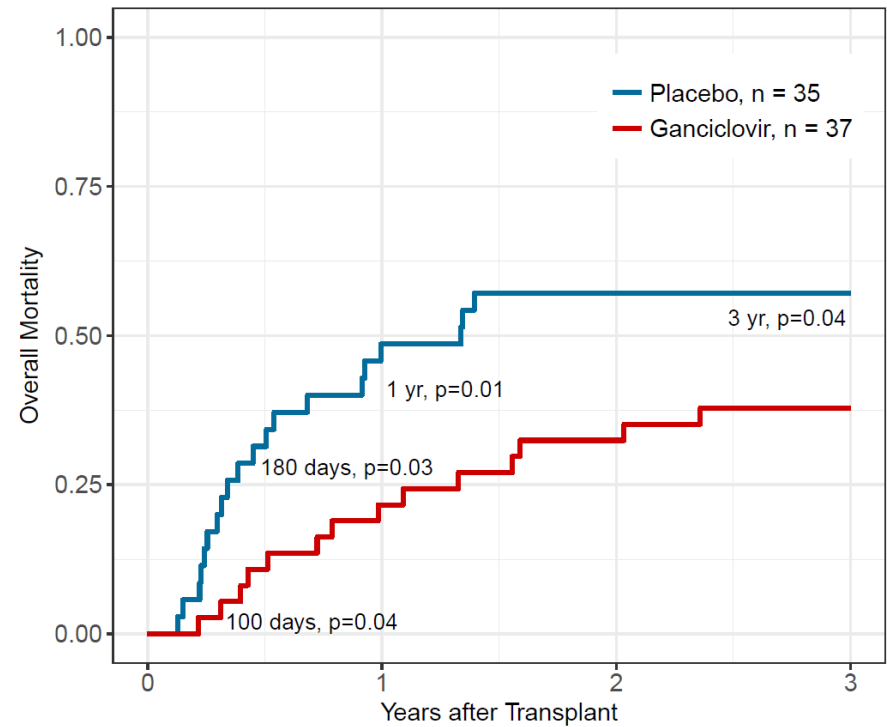 1.00
0.75
0.50
0.25
0.00
Overall Mortality
Placebo, n = 35
Ganciclovir, n = 37
3 yr, p=0.04
1 yr, p=0.01
180 days, p=0.03
100 days, p=0.04
0
1
2
3
Years after Transplant